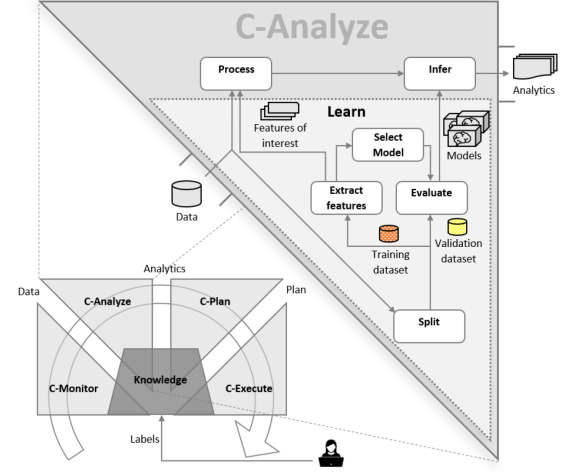 C-Analyze
Process
Infer
Analytics
Learn
Features of
interest
Select
Model
Models
Extract
features
Evaluate
Data
Training
dataset
Validation
dataset
Split
Analytics
Data
Plan
C-Analyze
C-Plan
Knowledge
C-Monitor
C-Execute
Labels